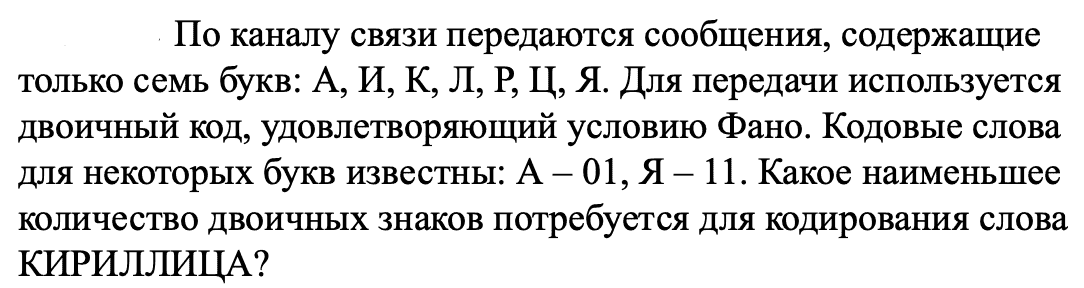 По каналу связи передаются сообщения, содержащие
только семь букв: А, И, К, Л, Р, Ц, Я. Для передачи используется
двоичный код, удовлетворяющий условию Фано. Кодовые слова
для некоторых букв известны: А – 01, Я – 11. Какое наименьшее
количество двоичных знаков потребуется для кодирования слова
КИРИЛЛИЦА?